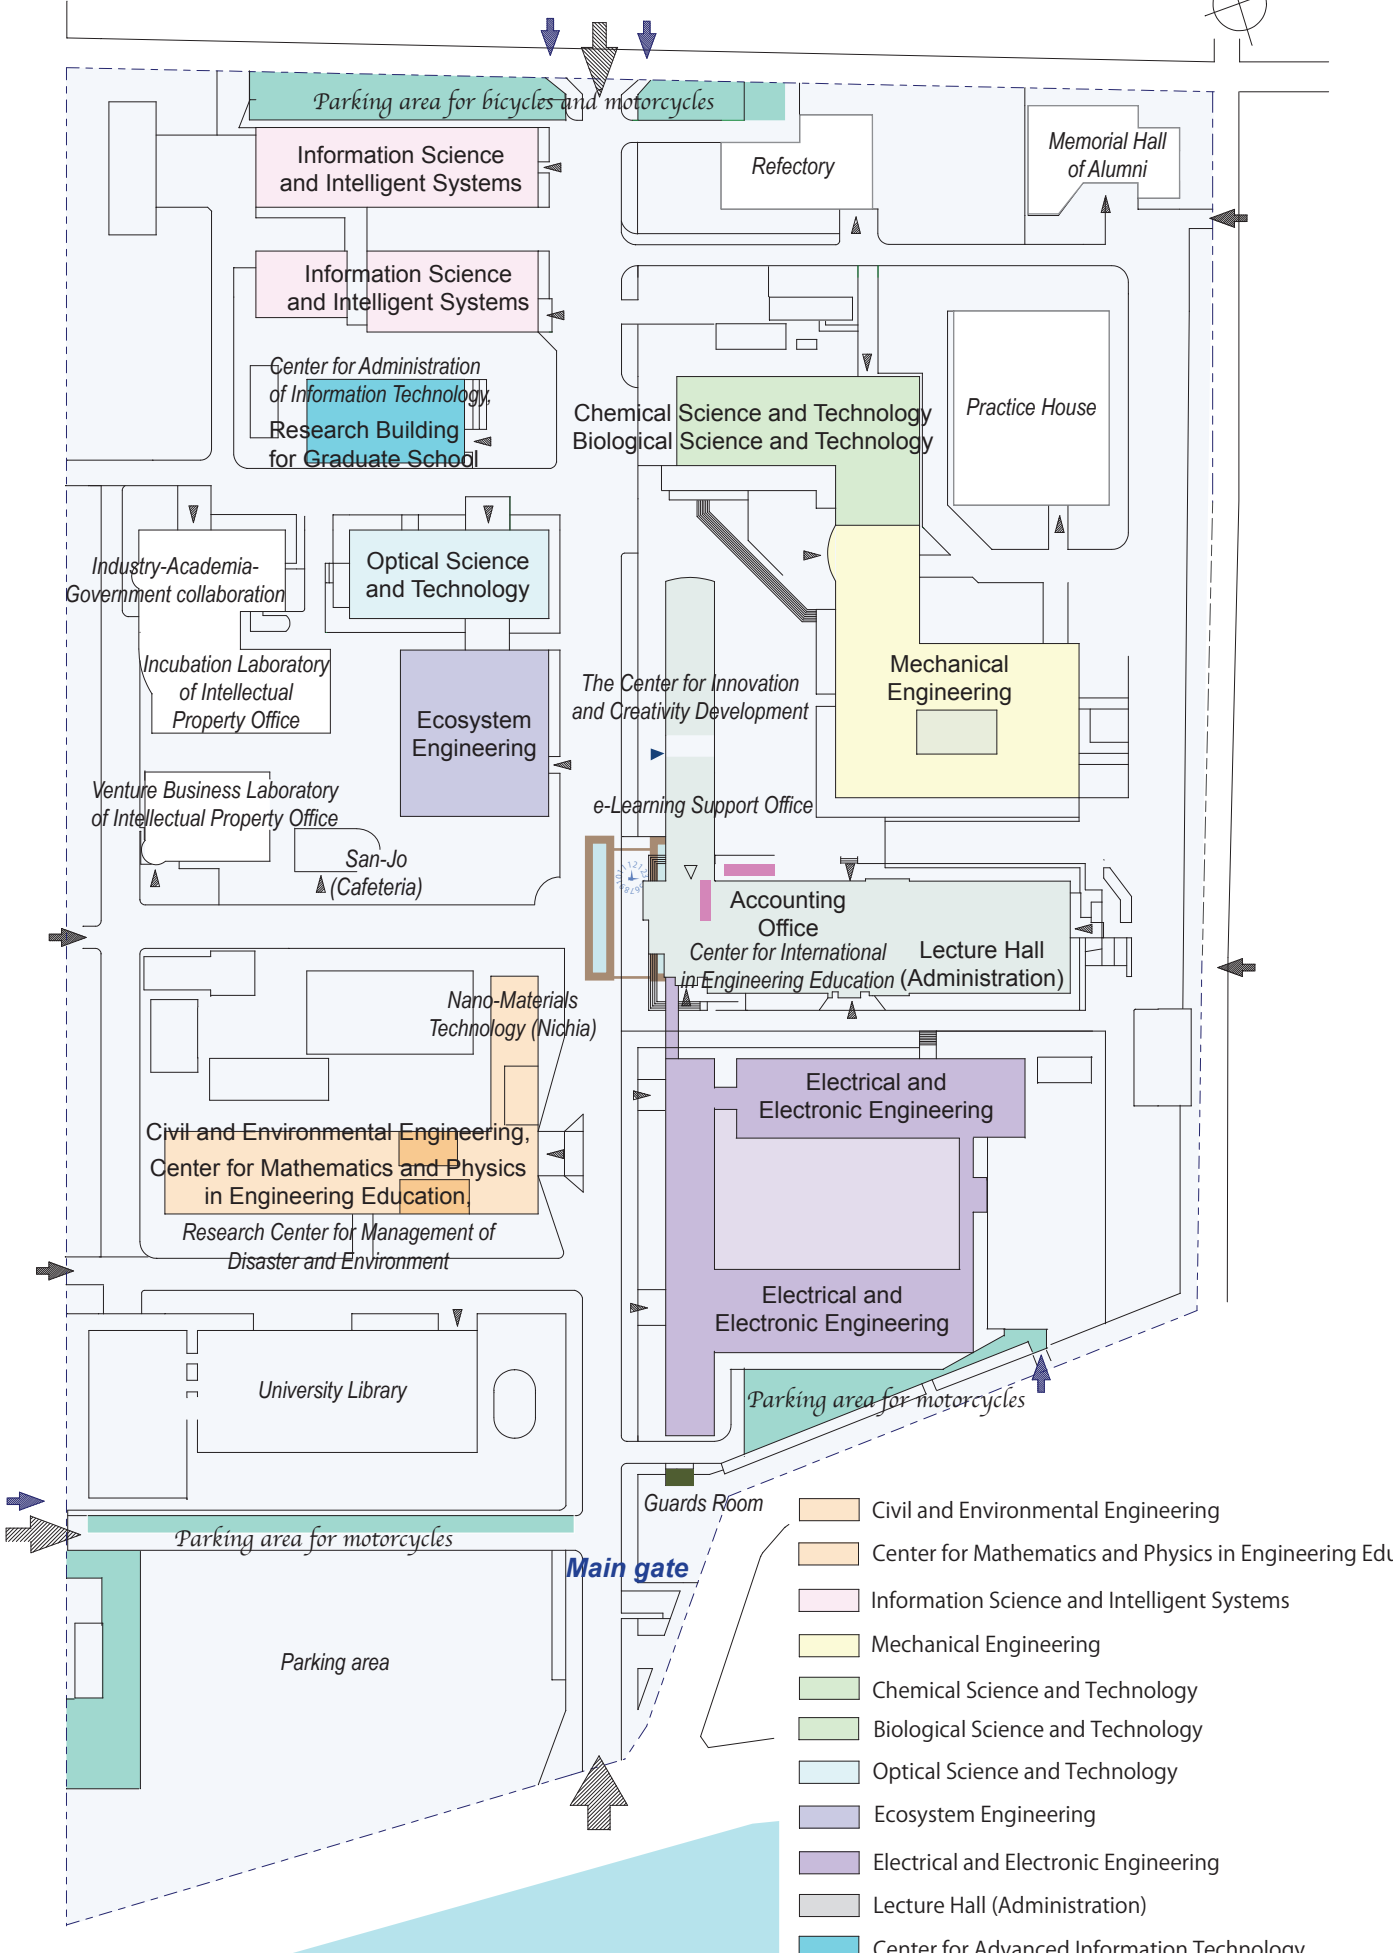 Parking area for bicycles and motorcycles
Information Science
and Intelligent Systems
Refectory
Memorial Hall
of Alumni
Information Science
and Intelligent Systems
Center for Administration
of Information Technology,
Research Building
for Graduate School
Chemical Science and Technology
Biological Science and Technology
Practice House
Industry-Academia-
Government collaboration
Optical Science
and Technology
Incubation Laboratory
of Intellectual
Property Office
Ecosystem
Engineering
The Center for Innovation
and Creativity Development
Mechanical
Engineering
Venture Business Laboratory
of Intellectual Property Office
e-Learning Support Office
San-Jo
(Cafeteria)
Accounting
Office
Center for International
in Engineering Education
Lecture Hall
(Administration)
Nano-Materials
Technology (Nichia)
Electrical and
Electronic Engineering
Civil and Environmental Engineering,
Center for Mathematics and Physics
in Engineering Education,
Research Center for Management of
Disaster and Environment
Electrical and
Electronic Engineering
University Library
Parking area for motorcycles
Guards Room
Parking area for motorcycles
Main gate
Parking area
Civil and Environmental Engineering
Center for Mathematics and Physics in Engineering Edu
Information Science and Intelligent Systems
Mechanical Engineering
Chemical Science and Technology
Biological Science and Technology
Optical Science and Technology
Ecosystem Engineering
Electrical and Electronic Engineering
Lecture Hall (Administration)
Center for Advanced Information Technology